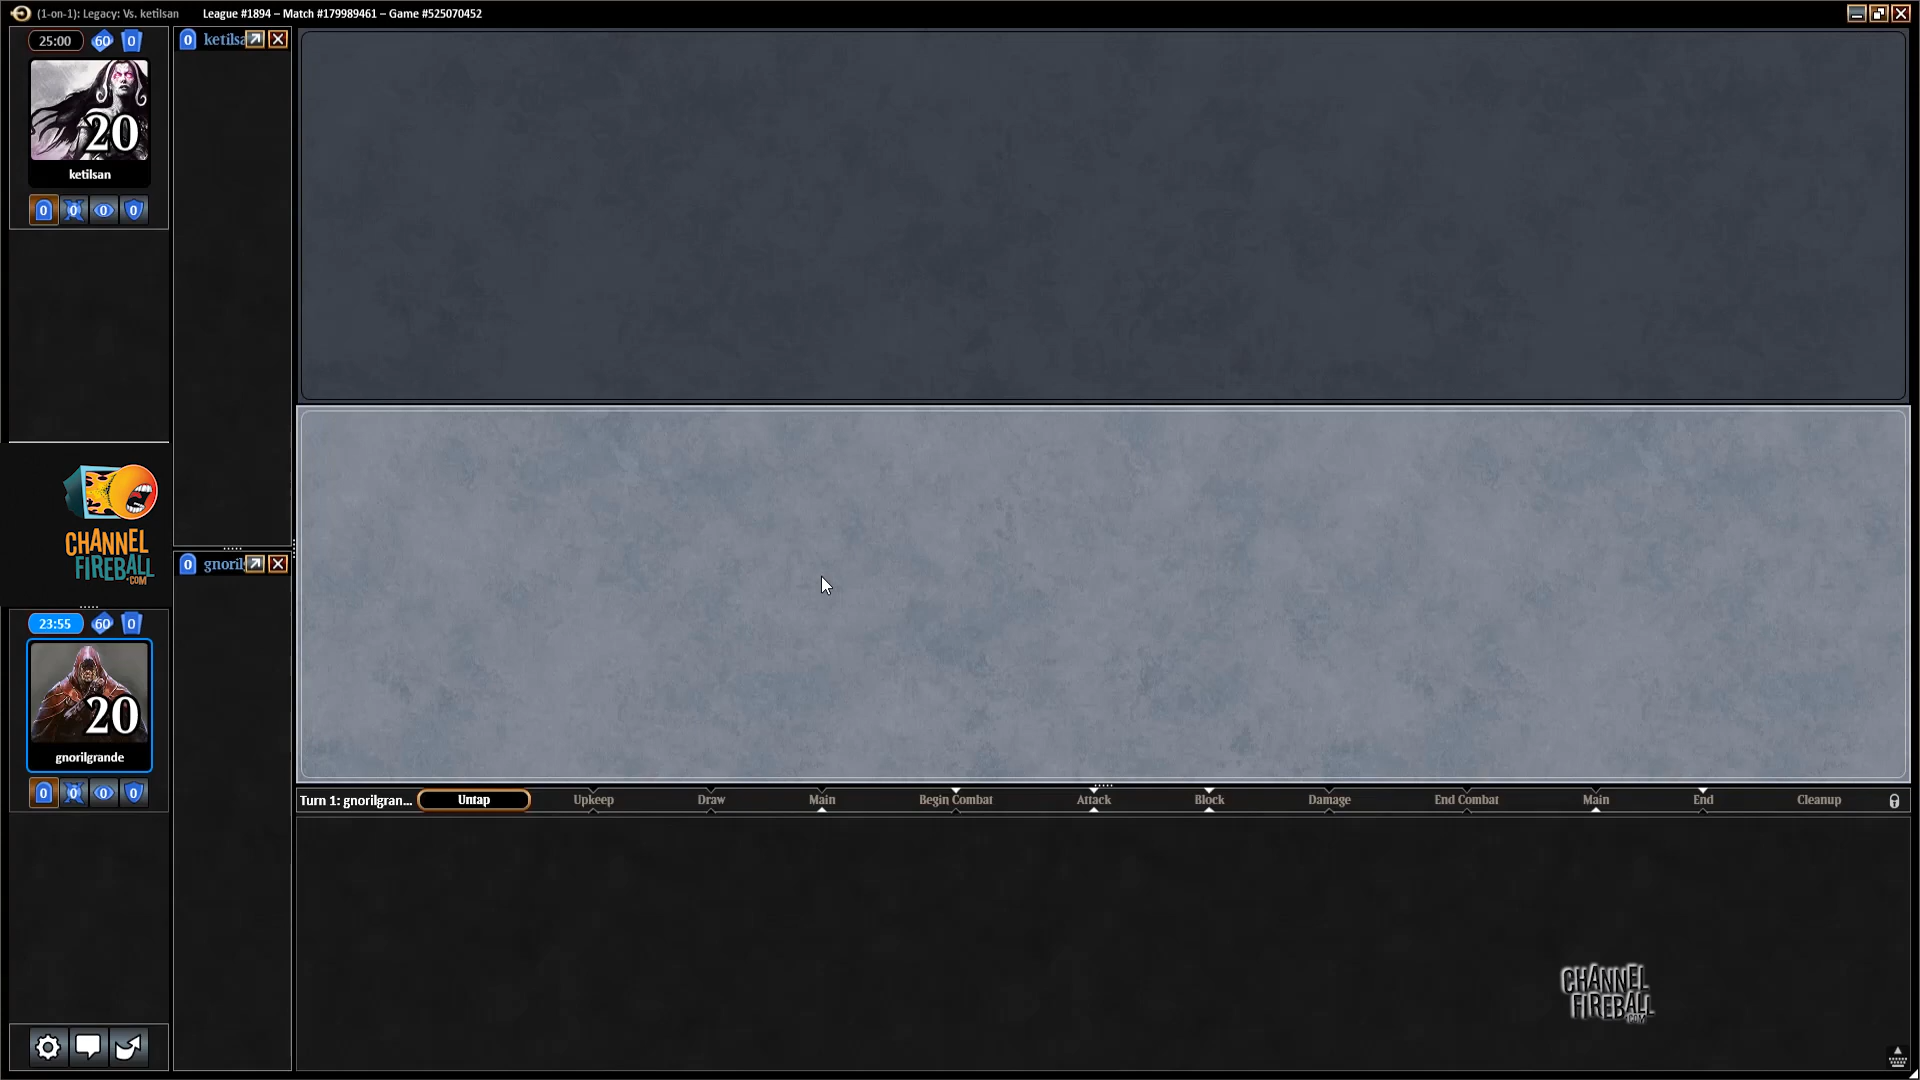 (1-on-1): Legacy: Vs. ketilsan League #1894 – Match #179989461 – Game #525070452
25:00 60 0
20
ketilsan
0 0 0 0
0 ketilsa
CHANNEL
FIREBALL
.COM
0 gnoril
23:55 60 0
20
gnorilgrande
0 0 0 0
Turn 1: gnorilgran... Untap Upkeep Draw Main Begin Combat Attack Block Damage End Combat Main End Cleanup
CHANNEL
FIREBALL
.COM